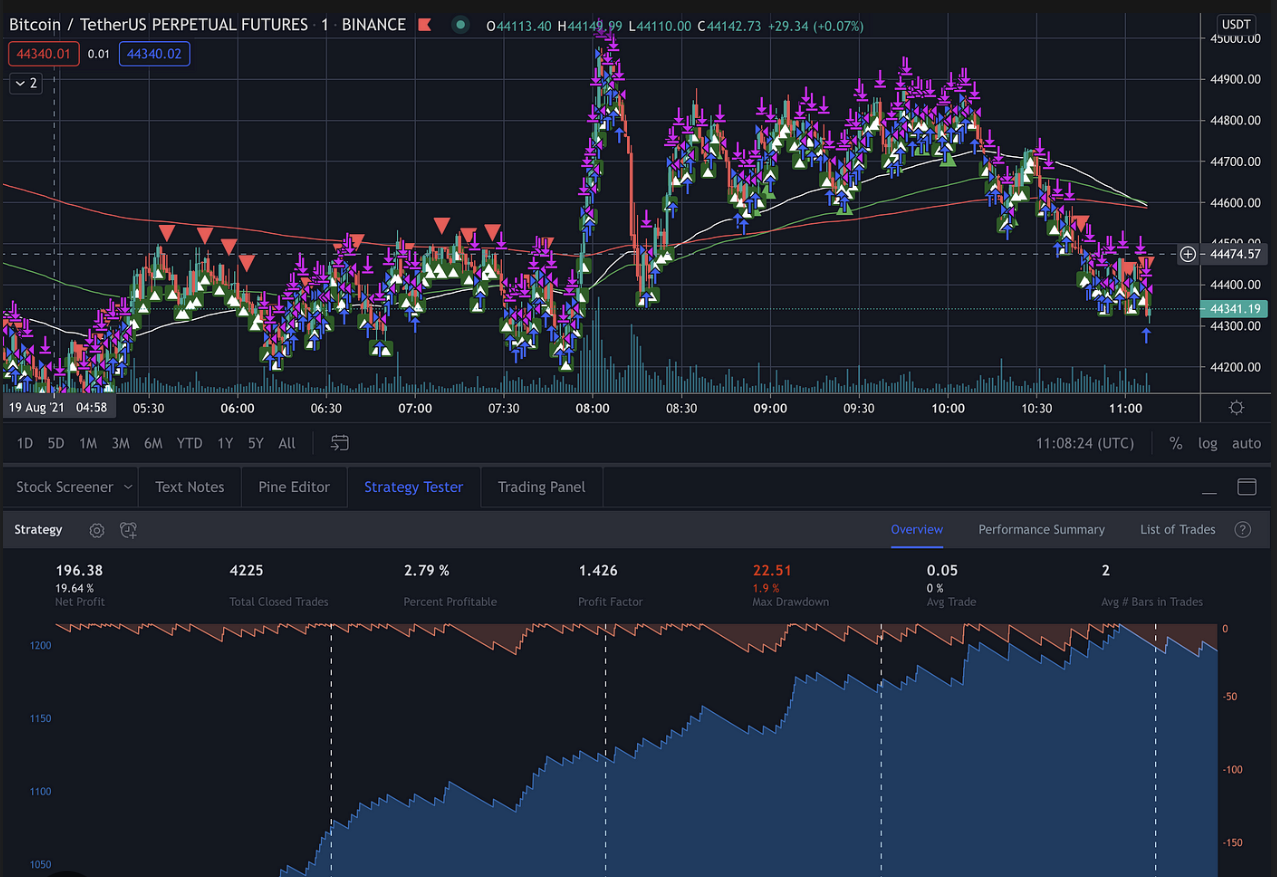 Bitcoin / TetherUS PERPETUAL FUTURES · 1 · BINANCE O44113.40 H44149.99 L44110.00 C44142.73 +29.34 (+0.07%) USDT
45000.00
44340.01 0.01 44340.02
2
44900.00
44800.00
44700.00
44600.00
44500.00
44474.57
44400.00
44341.19
44300.00
44200.00
19 Aug '21 04:58 05:30 06:00 06:30 07:00 07:30 08:00 08:30 09:00 09:30 10:00 10:30 11:00
1D 5D 1M 3M 6M YTD 1Y 5Y All 11:08:24 (UTC) % log auto
Stock Screener Text Notes Pine Editor Strategy Tester Trading Panel
Strategy Overview Performance Summary List of Trades ?
196.38 4225 2.79 % 1.426 22.51 0.05 2
19.64 % 1.9 % 0 %
Net Profit Total Closed Trades Percent Profitable Profit Factor Max Drawdown Avg Trade Avg # Bars in Trades
0
1200
-50
1150
-100
1100
-150
1050